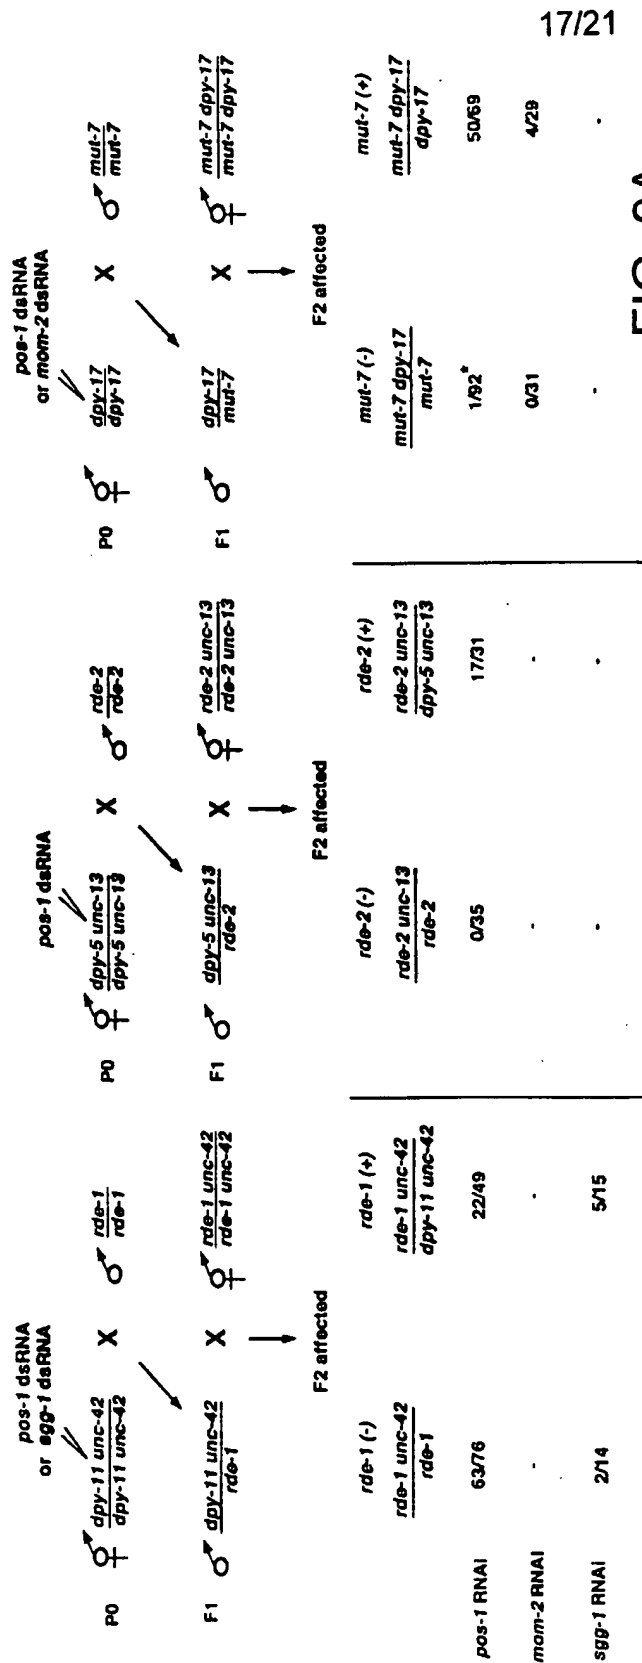 17/21
pos-1 dsRNA
or sgg-1 dsRNA
P0 dpy-11 unc-42 X rde-1
dpy-11 unc-42 rde-1
F1 dpy-11 unc-42 X rde-1 unc-42
rde-1 rde-1 unc-42
F2 affected
pos-1 dsRNA
P0 dpy-5 unc-13 X rde-2
dpy-5 unc-13 rde-2
F1 dpy-5 unc-13 X rde-2 unc-13
rde-2 rde-2 unc-13
F2 affected
pos-1 dsRNA
or mom-2 dsRNA
P0 dpy-17 X mut-7
dpy-17 mut-7
F1 dpy-17 X mut-7 dpy-17
mut-7 mut-7 dpy-17
F2 affected
rde-1 (-) rde-1 (+) rde-2 (-) rde-2 (+) mut-7 (-) mut-7 (+)
rde-1 unc-42 rde-1 unc-42 rde-2 unc-13 rde-2 unc-13 mut-7 dpy-17 mut-7 dpy-17
rde-1 dpy-11 unc-42 rde-2 dpy-5 unc-13 mut-7 dpy-17
pos-1 RNAi 63/76 22/49 0/35 17/31 1/92* 50/69
mom-2 RNAi - - - - 0/31 4/29
sgg-1 RNAi 2/14 5/15 - - - -